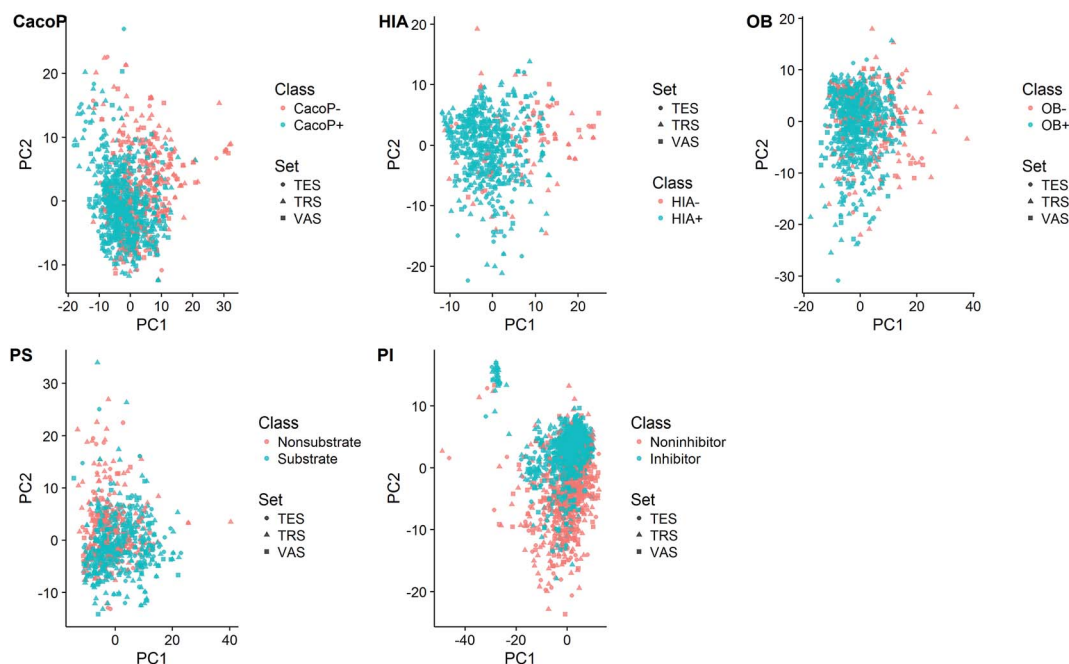 CacoP
20
10
0
-10
PC2
-20 -10 0 10 20 30
PC1
Class
CacoP-
CacoP+
Set
TES
TRS
VAS
HIA
20
10
0
-10
-20
PC2
-10 0 10 20
PC1
Set
TES
TRS
VAS
Class
HIA-
HIA+
OB
20
10
0
-10
-20
-30
PC2
-20 0 20 40
PC1
Class
OB-
OB+
Set
TES
TRS
VAS
PS
30
20
10
0
-10
PC2
0 20 40
PC1
Class
Nonsubstrate
Substrate
Set
TES
TRS
VAS
PI
10
0
-10
-20
PC2
-40 -20 0
PC1
Class
Noninhibitor
Inhibitor
Set
TES
TRS
VAS